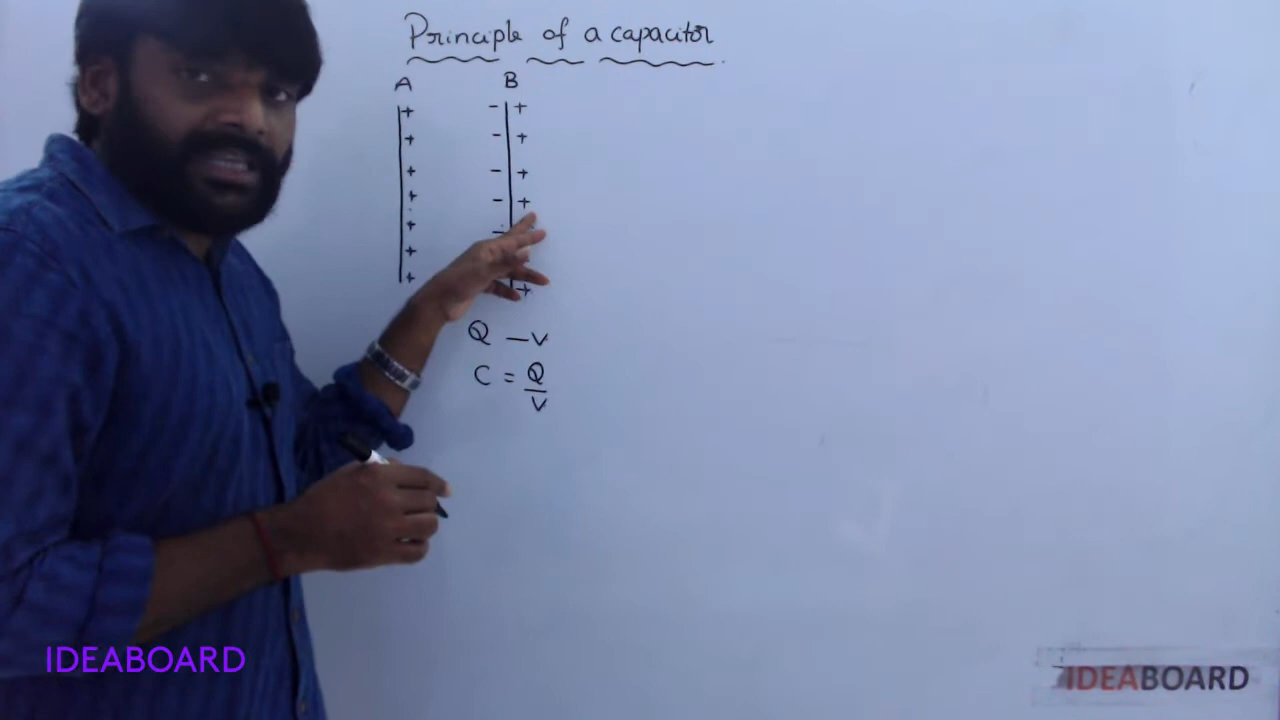 Principle of a capacitor
A B
+ - +
+ - +
+ - +
+ - +
+ -
+
+ +
Q — V
C = Q
V
IDEABOARD
IDEABOARD